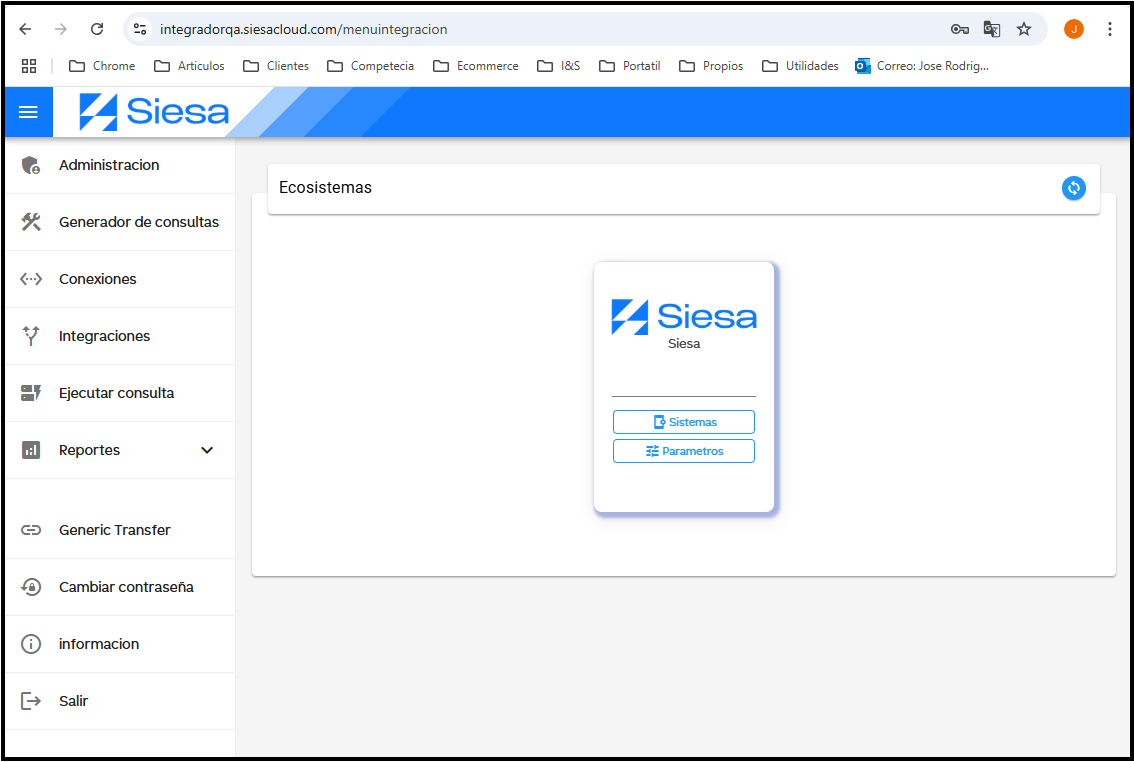 integradorqa.siesacloud.com/menuintegracion
J
Chrome Articulos Clientes Competecia Ecommerce I&S Portatil Propios Utilidades Correo: Jose Rodrig...
Siesa
Administracion
Generador de consultas
Conexiones
Integraciones
Ejecutar consulta
Reportes
Generic Transfer
Cambiar contraseña
informacion
Salir
Ecosistemas
Siesa
Siesa
Sistemas
Parametros